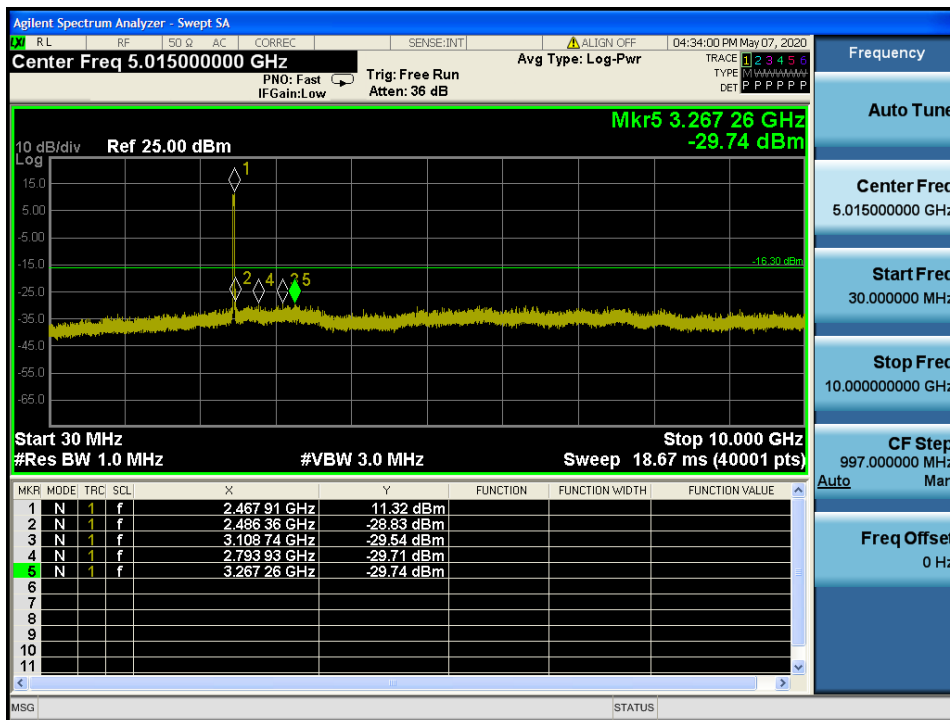 Agilent Spectrum Analyzer - Swept SA
LXI RL RF 50 Ω AC CORREC SENSE:INT ALIGN OFF 04:34:00 PM May 07, 2020
Center Freq 5.015000000 GHz
PNO: Fast
IFGain:Low
Trig: Free Run
Atten: 36 dB
Avg Type: Log-Pwr
TRACE 1 2 3 4 5 6
TYPE M
DET P P P P P P
Mkr5 3.267 26 GHz
-29.74 dBm
10 dB/div Ref 25.00 dBm
Log
15.0
5.00
-5.00
-15.0
-25.0
-35.0
-45.0
-55.0
-65.0
-16.30 dBm
1
2 4 3 5
Start 30 MHz Stop 10.000 GHz
#Res BW 1.0 MHz #VBW 3.0 MHz Sweep 18.67 ms (40001 pts)
MKR MODE TRC SCL X Y FUNCTION FUNCTION WIDTH FUNCTION VALUE
1 N 1 f 2.467 91 GHz 11.32 dBm
2 N 1 f 2.486 36 GHz -28.83 dBm
3 N 1 f 3.108 74 GHz -29.54 dBm
4 N 1 f 2.793 93 GHz -29.71 dBm
5 N 1 f 3.267 26 GHz -29.74 dBm
6
7
8
9
10
11
MSG STATUS
Frequency
Auto Tune
Center Freq
5.015000000 GHz
Start Freq
30.000000 MHz
Stop Freq
10.000000000 GHz
CF Step
997.000000 MHz
Auto Man
Freq Offset
0 Hz